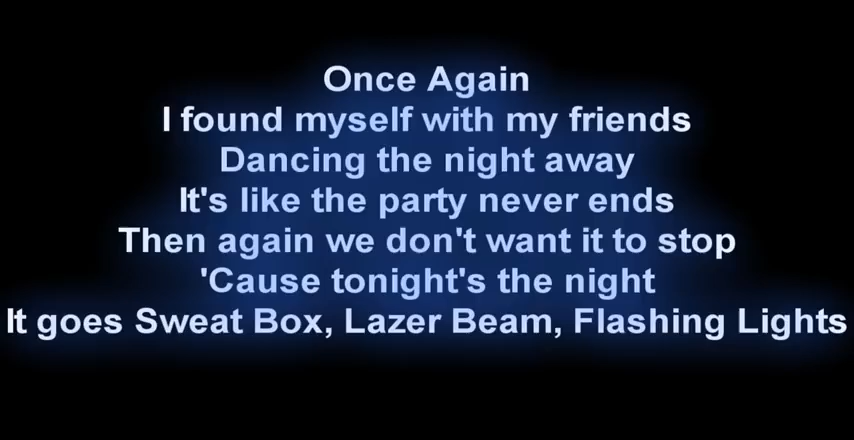 Once Again
I found myself with my friends
Dancing the night away
It's like the party never ends
Then again we don't want it to stop
'Cause tonight's the night
It goes Sweat Box, Lazer Beam, Flashing Lights